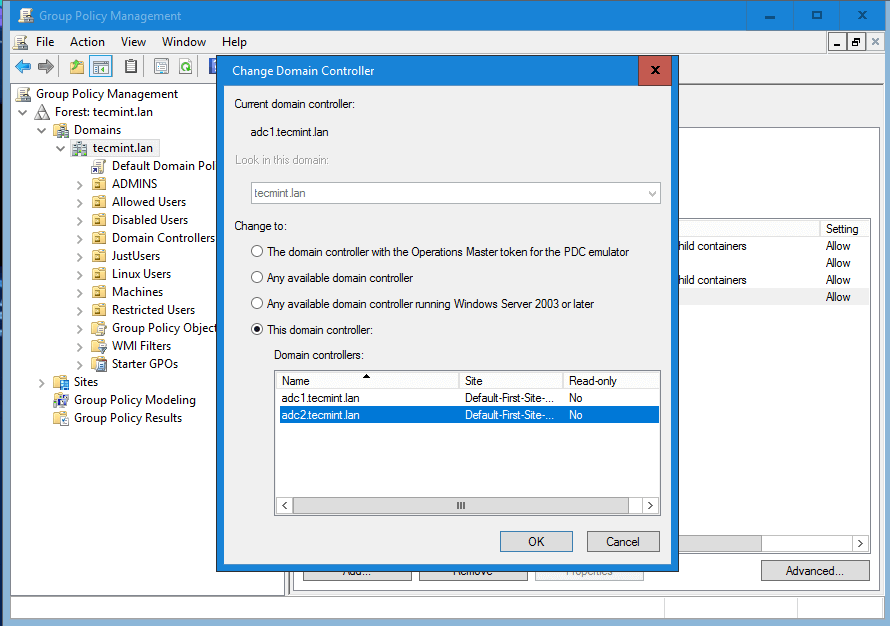 Group Policy Management
File Action View Window Help
Group Policy Management
Forest: tecmint.lan
Domains
tecmint.lan
Default Domain Pol
ADMINS
Allowed Users
Disabled Users
Domain Controllers
JustUsers
Linux Users
Machines
Restricted Users
Group Policy Object
WMI Filters
Starter GPOs
Sites
Group Policy Modeling
Group Policy Results
Change Domain Controller
Current domain controller:
adc1.tecmint.lan
Look in this domain:
tecmint.lan
Change to:
The domain controller with the Operations Master token for the PDC emulator
Any available domain controller
Any available domain controller running Windows Server 2003 or later
This domain controller:
Domain controllers:
Name Site Read-only
adc1.tecmint.lan Default-First-Site-... No
adc2.tecmint.lan Default-First-Site-... No
OK Cancel
Setting
hild containers Allow
Allow
hild containers Allow
Allow
Add... Remove Properties Advanced...